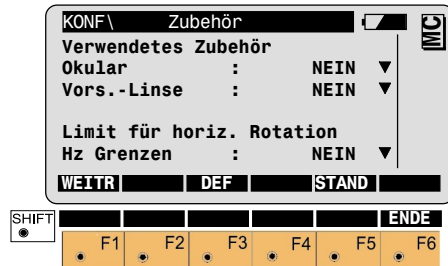 KONF\ Zubehör
MC
Verwendetes Zubehör
Okular : NEIN ▼
Vors.-Linse : NEIN ▼
Limit für horiz. Rotation
Hz Grenzen : NEIN ▼
WEITR DEF STAND
SHIFT ENDE
F1 F2 F3 F4 F5 F6